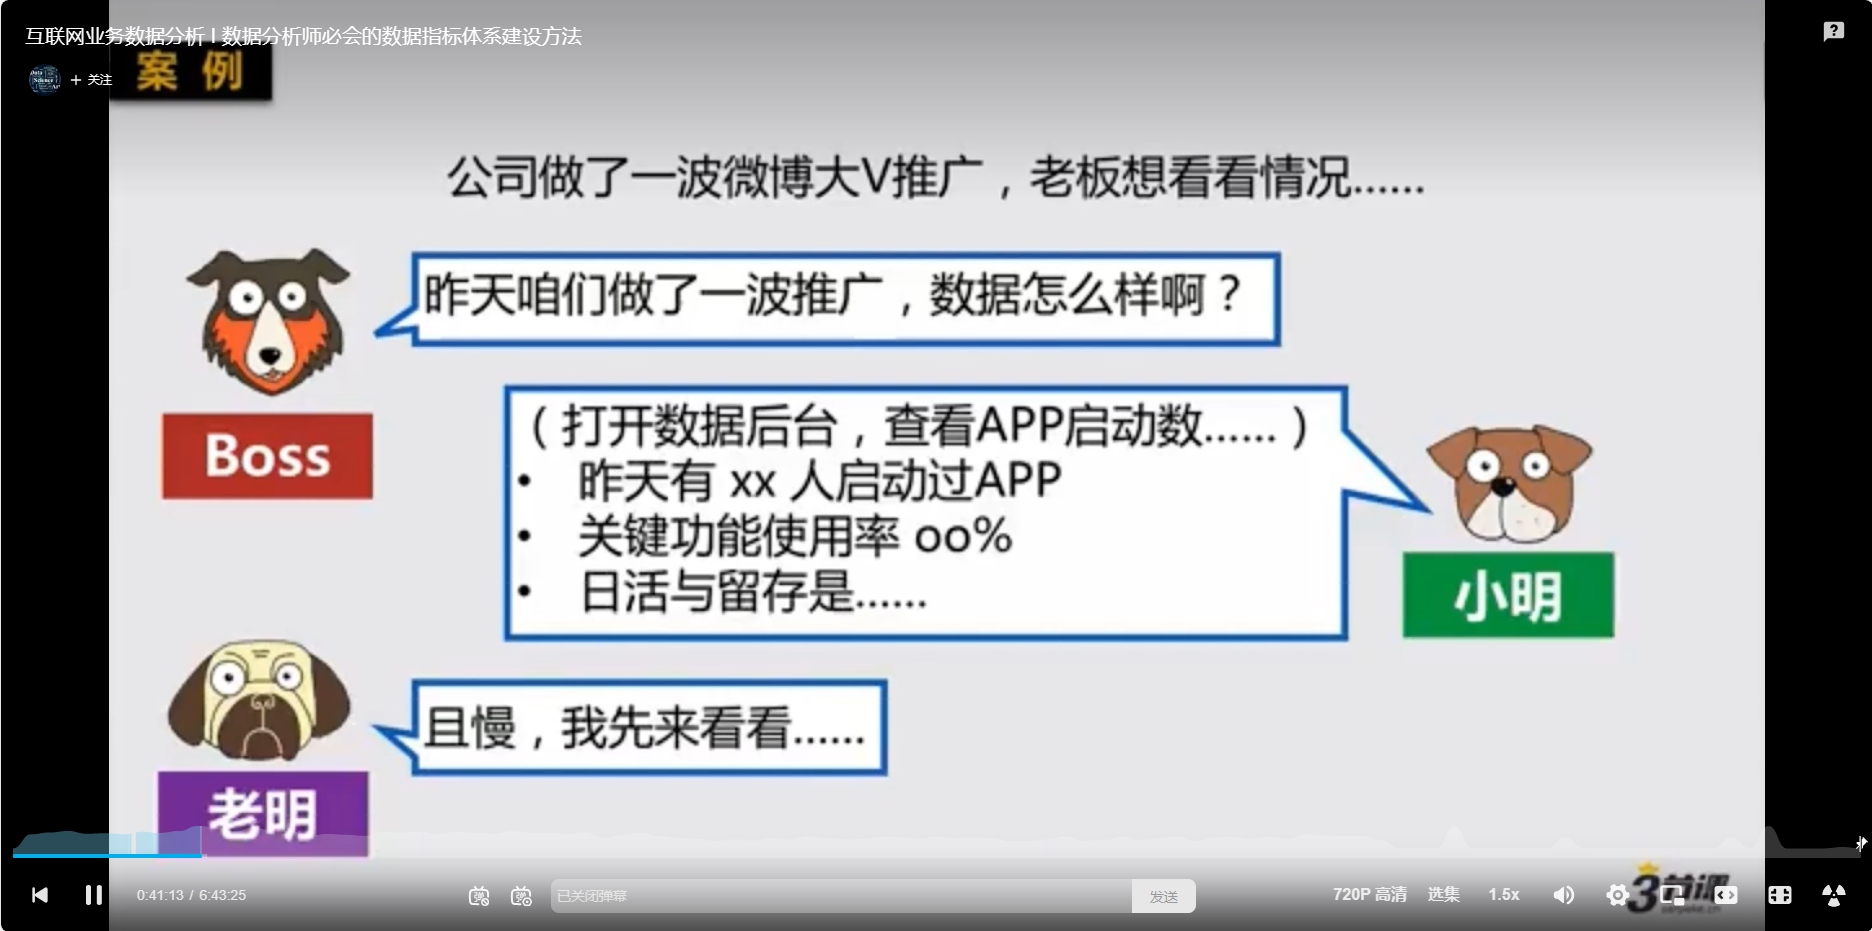 互联网业务数据分析 | 数据分析师必会的数据指标体系建设方法
+ 关注
案 例
公司做了一波微博大V推广，老板想看看情况……
昨天咱们做了一波推广，数据怎么样啊？
Boss
（打开数据后台，查看APP启动数……）
• 昨天有 xx 人启动过APP
• 关键功能使用率 oo%
• 日活与留存是……
小明
且慢，我先来看看……
老明
0:41:13 / 6:43:25
已关闭弹幕
发送
720P 高清
选集
1.5x